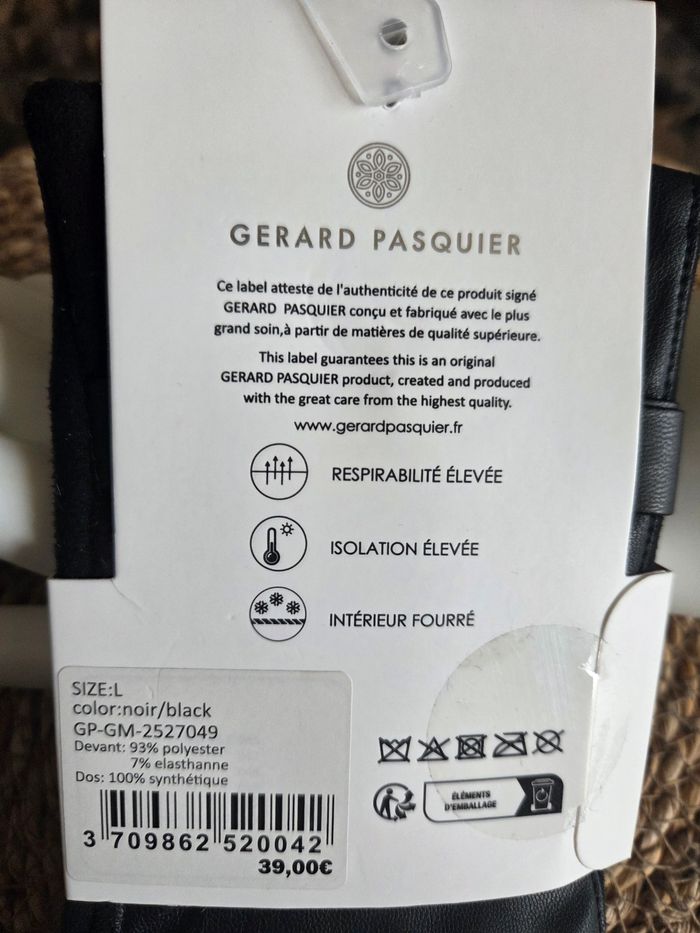 GERARD PASQUIER
Ce label atteste de l'authenticité de ce produit signé
GERARD PASQUIER conçu et fabriqué avec le plus
grand soin,à partir de matières de qualité supérieure.
This label guarantees this is an original
GERARD PASQUIER product, created and produced
with the great care from the highest quality.
www.gerardpasquier.fr
RESPIRABILITÉ ÉLEVÉE
ISOLATION ÉLEVÉE
INTÉRIEUR FOURRÉ
SIZE:L
color:noir/black
GP-GM-2527049
Devant: 93% polyester
7% elasthanne
Dos: 100% synthétique
3 709862 520042
39,00€
ÉLÉMENTS
D'EMBALLAGE